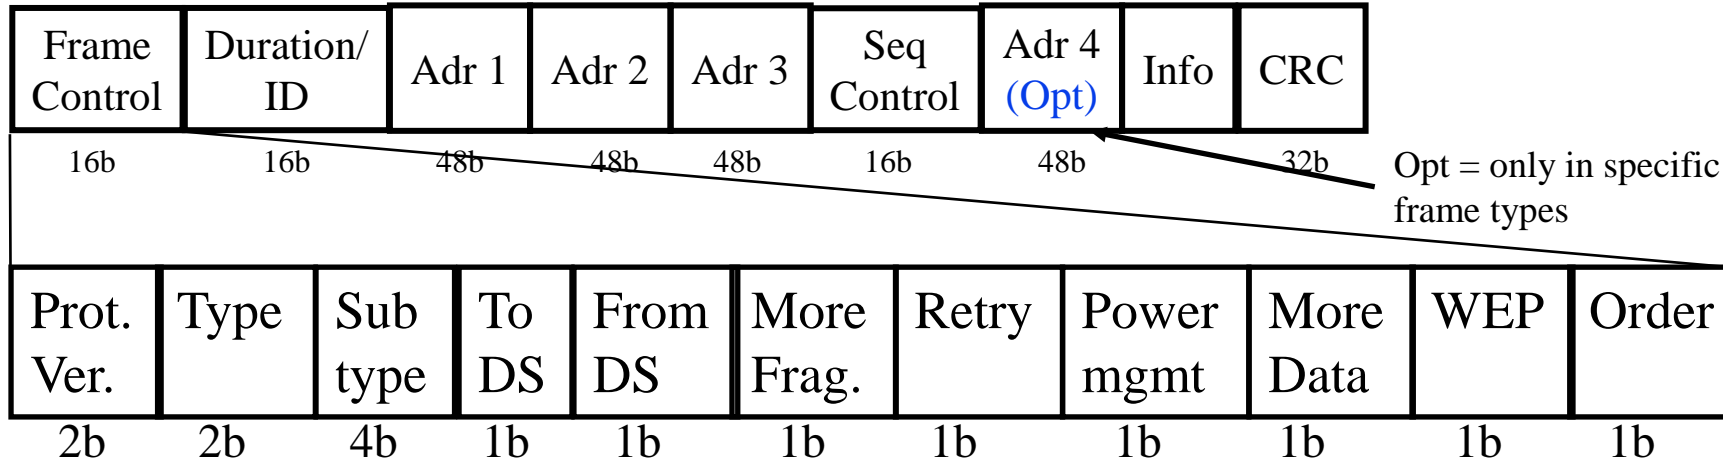 Frame Control
Duration/ ID
Adr 1
Adr 2
Adr 3
Seq Control
Adr 4 (Opt)
Info
CRC
16b 16b 48b 48b 48b 16b 48b 32b
Opt = only in specific
frame types
Prot. Ver.
Type
Sub type
To DS
From DS
More Frag.
Retry
Power mgmt
More Data
WEP
Order
2b 2b 4b 1b 1b 1b 1b 1b 1b 1b 1b